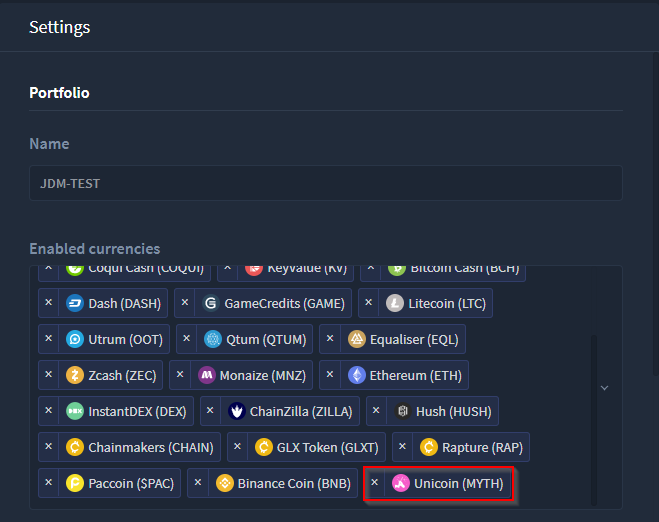 Settings
Portfolio
Name
JDM-TEST
Enabled currencies
× Coqui Cash (COQUI) × KeyValue (KV) × Bitcoin Cash (BCH)
× Dash (DASH) × GameCredits (GAME) × Litecoin (LTC)
× Utrum (OOT) × Qtum (QTUM) × Equaliser (EQL)
× Zcash (ZEC) × Monaize (MNZ) × Ethereum (ETH)
× InstantDEX (DEX) × ChainZilla (ZILLA) × Hush (HUSH)
× Chainmakers (CHAIN) × GLX Token (GLXT) × Rapture (RAP)
× Paccoin ($PAC) × Binance Coin (BNB) × Unicoin (MYTH)